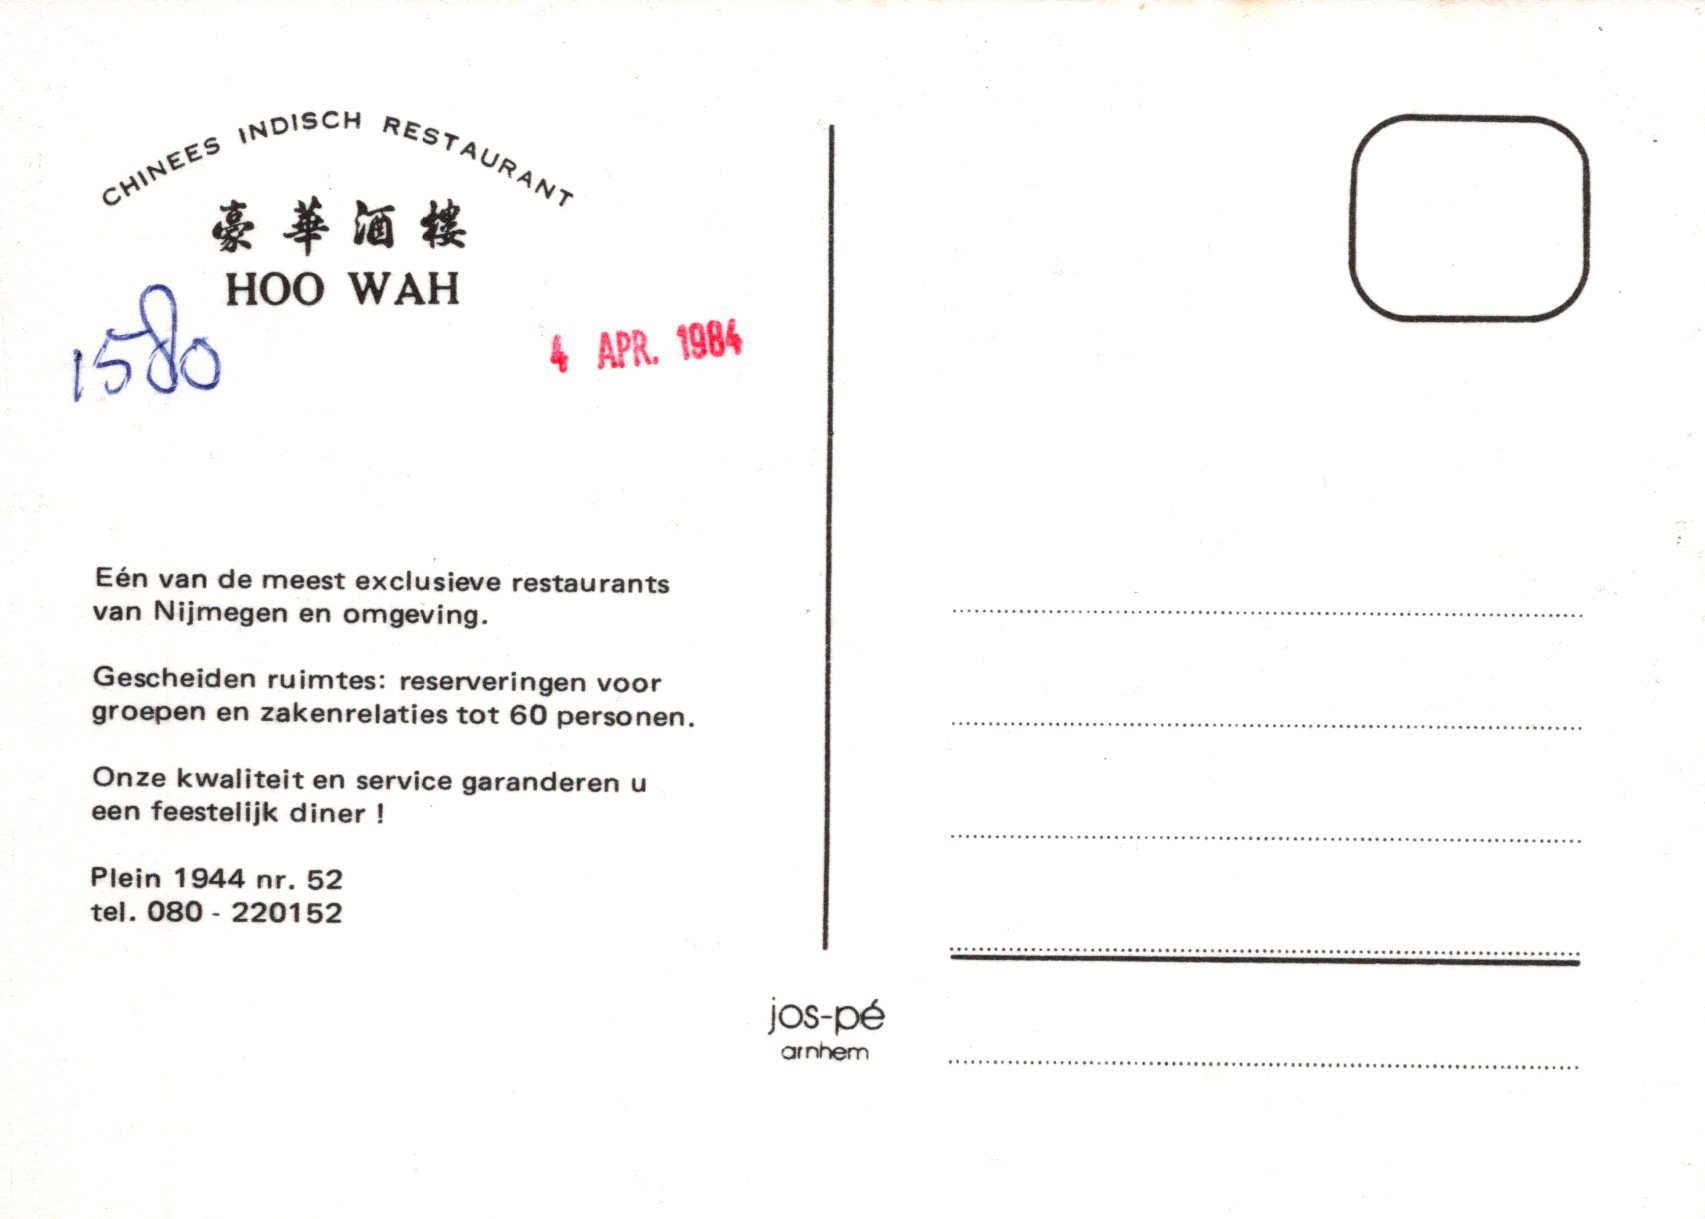 CHINEES INDISCH RESTAURANT
豪華酒樓
HOO WAH
1580
4 APR. 1984
Eén van de meest exclusieve restaurants
van Nijmegen en omgeving.
Gescheiden ruimtes: reserveringen voor
groepen en zakenrelaties tot 60 personen.
Onze kwaliteit en service garanderen u
een feestelijk diner !
Plein 1944 nr. 52
tel. 080 - 220152
jos-pé
arnhem